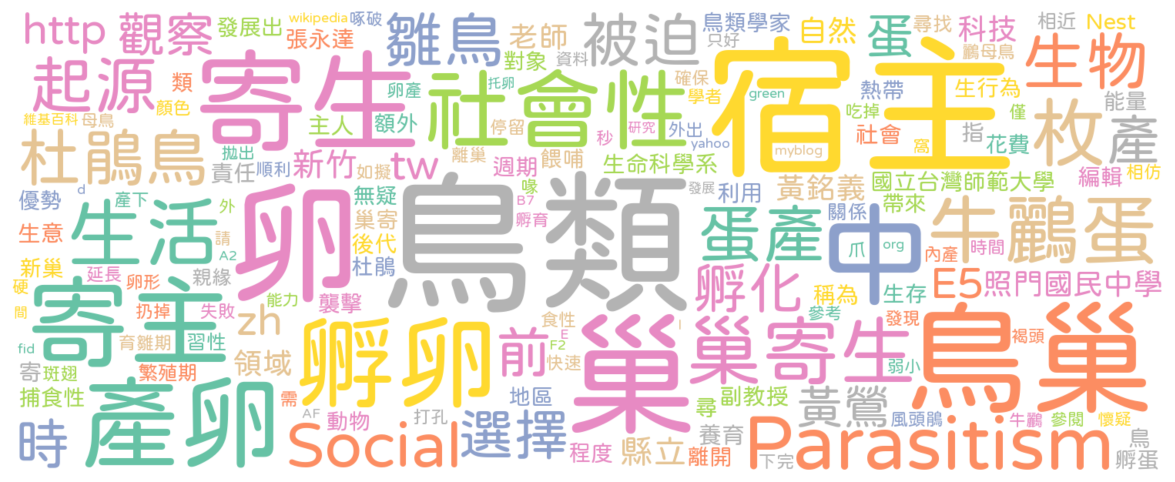 http 觀察 發展出 wikipedia 啄破 雛鳥 老師 被迫 鳥類學家 自然 蛋 尋找 科技 相近 Nest
張永達 只好 鸝母鳥 生物
起源 類 寄生 對象 資料 宿主
顏色 卵產 托卵 社會性 確保 熱帶 生行為 能量
維基百科 母鳥 主人 額外 停留 學者 green 吃掉 僅
杜鵑鳥 拋出 秒 研究 外出 yahoo 社會 指 花費 枚 產
責任 順利 新竹 如擬 tw 離巢 週期 餵哺 生命科學系 myblog 窩 編輯 相仿
優勢 d 產下 無疑 喙 發展 利用 黃銘義 國立台灣師範大學
生意 生活 外 卵 巢寄 B7 鳥類 關係 帶來 牛鸝蛋
請 後代 孵育 蛋產 中 爪 org 內產 時間
新巢 硬 延長 A2 卵形 親緣 杜鵑 孵化 稱為 生存 E5 照門國民中學
間 寄主 扔掉 失敗 能力 襲擊 食性 參考 發現
fid 育雛期 習性 zh 孵卵 E F2 前 巢 l 巢寄生 褐頭 鳥巢
寄 斑翅 領域 快速 弱小
捕食性 繁殖期 產卵 需 地區 尋 副教授 黃鶯 風頭鵑 牛鸝 參閱 懷疑
時 AF 動物 打孔 選擇 養育 Parasitism 鳥
Social 程度 縣立 離開 下完 孵蛋